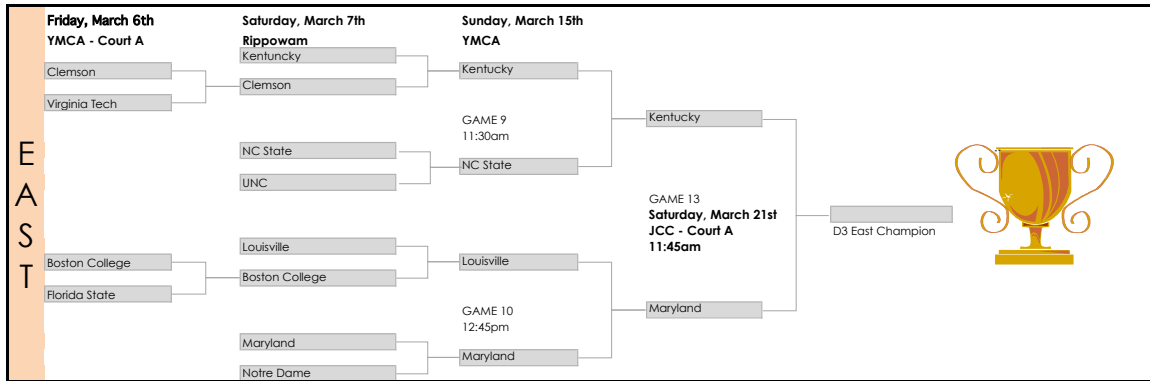 Friday, March 6th
YMCA - Court A
Saturday, March 7th
Rippowam
Sunday, March 15th
YMCA
Kentuncky
Clemson
Kentucky
Clemson
Virginia Tech
GAME 9
11:30am
Kentucky
NC State
NC State
UNC
EAST
GAME 13
Saturday, March 21st
JCC - Court A
11:45am
D3 East Champion
Louisville
Louisville
Boston College
Boston College
Florida State
GAME 10
12:45pm
Maryland
Maryland
Maryland
Notre Dame